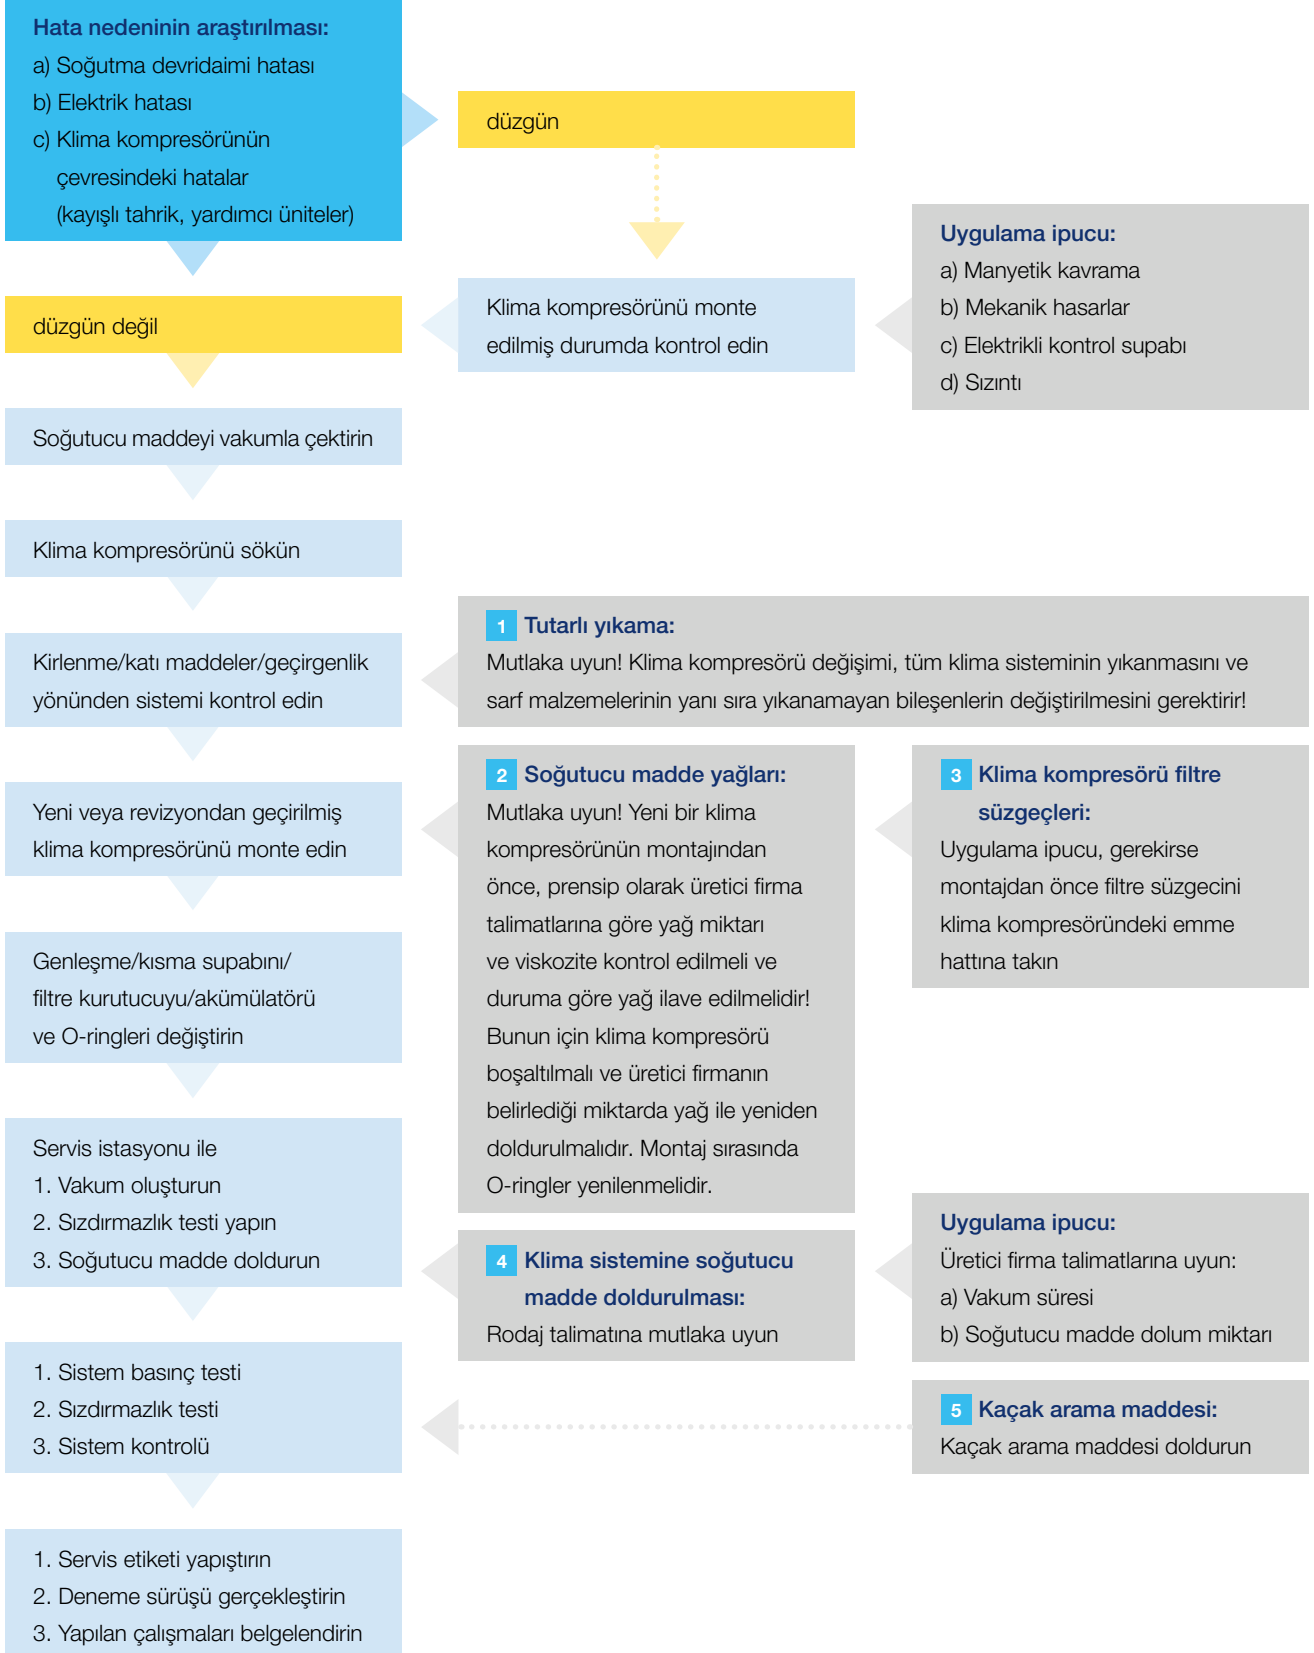 Hata nedeninin araştırılması:
a) Soğutma devridaimi hatası
b) Elektrik hatası
c) Klima kompresörünün
çevresindeki hatalar
(kayışlı tahrik, yardımcı üniteler)
düzgün
Klima kompresörünü monte
edilmiş durumda kontrol edin
Uygulama ipucu:
a) Manyetik kavrama
b) Mekanik hasarlar
c) Elektrikli kontrol supabı
d) Sızıntı
düzgün değil
Soğutucu maddeyi vakumla çektirin
Klima kompresörünü sökün
Kirlenme/katı maddeler/geçirgenlik
yönünden sistemi kontrol edin
1 Tutarlı yıkama:
Mutlaka uyun! Klima kompresörü değişimi, tüm klima sisteminin yıkanmasını ve
sarf malzemelerinin yanı sıra yıkanamayan bileşenlerin değiştirilmesini gerektirir!
Yeni veya revizyondan geçirilmiş
klima kompresörünü monte edin
2 Soğutucu madde yağları:
Mutlaka uyun! Yeni bir klima
kompresörünün montajından
önce, prensip olarak üretici firma
talimatlarına göre yağ miktarı
ve viskozite kontrol edilmeli ve
duruma göre yağ ilave edilmelidir!
Bunun için klima kompresörü
boşaltılmalı ve üretici firmanın
belirlediği miktarda yağ ile yeniden
doldurulmalıdır. Montaj sırasında
O-ringler yenilenmelidir.
3 Klima kompresörü filtre
süzgeçleri:
Uygulama ipucu, gerekirse
montajdan önce filtre süzgecini
klima kompresöründeki emme
hattına takın
Genleşme/kısma supabını/
filtre kurutucuyu/akümülatörü
ve O-ringleri değiştirin
Servis istasyonu ile
1. Vakum oluşturun
2. Sızdırmazlık testi yapın
3. Soğutucu madde doldurun
4 Klima sistemine soğutucu
madde doldurulması:
Rodaj talimatına mutlaka uyun
Uygulama ipucu:
Üretici firma talimatlarına uyun:
a) Vakum süresi
b) Soğutucu madde dolum miktarı
1. Sistem basınç testi
2. Sızdırmazlık testi
3. Sistem kontrolü
5 Kaçak arama maddesi:
Kaçak arama maddesi doldurun
1. Servis etiketi yapıştırın
2. Deneme sürüşü gerçekleştirin
3. Yapılan çalışmaları belgelendirin